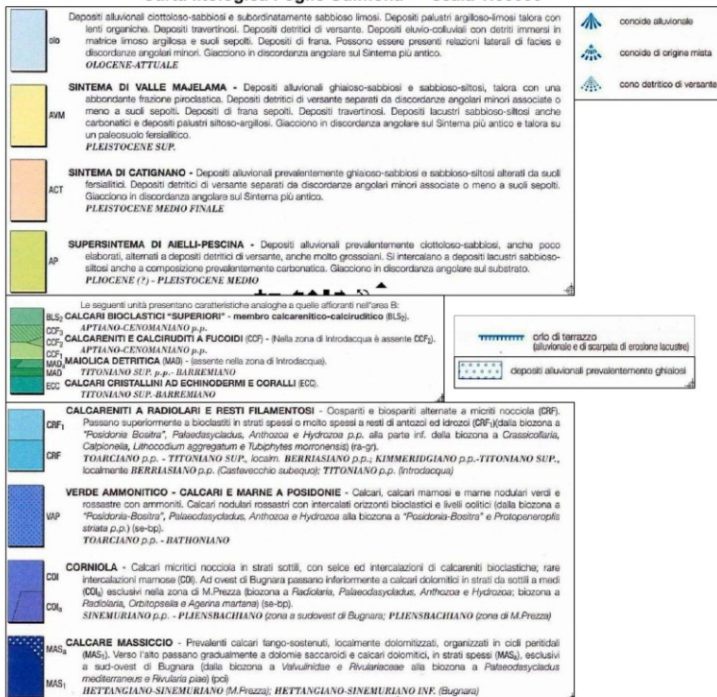 olo
Depositi alluvionali ciottoloso-sabbiosi e subordinatamente sabbioso limosi. Depositi palustri argilloso-limosi talora con
lenti organiche. Depositi travertinosi. Depositi detritici di versante. Depositi eluvio-colluviali con detriti immersi in
matrice limoso argillosa e suoli sepolti. Depositi di frana. Possono essere presenti relazioni laterali di facies e
discordanze angolari minori. Giacciono in discordanza angolare sul Sintema più antico.
OLOCENE-ATTUALE
AVM
SINTEMA DI VALLE MAJELAMA - Depositi alluvionali ghiaioso-sabbiosi e sabbioso-siltosi, talora con una
abbondante frazione piroclastica. Depositi detritici di versante separati da discordanze angolari minori associate o
meno a suoli sepolti. Depositi di frana sepolti. Depositi travertinosi. Depositi lacustri sabbioso-siltosi anche
carbonatici e depositi palustri siltoso-argillosi. Giacciono in discordanza angolare sul Sintema più antico e talora su
un paleosuolo fersiallitico.
PLEISTOCENE SUP.
ACT
SINTEMA DI CATIGNANO - Depositi alluvionali prevalentemente ghiaioso-sabbiosi e sabbioso-siltosi alterati da suoli
fersiallitici. Depositi detritici di versante separati da discordanze angolari minori associate o meno a suoli sepolti.
Giacciono in discordanza angolare sul Sintema più antico.
PLEISTOCENE MEDIO FINALE
AP
SUPERSINTEMA DI AIELLI-PESCINA - Depositi alluvionali prevalentemente ciottoloso-sabbiosi, anche poco
elaborati, alternati a depositi detritici di versante, anche molto grossolani. Si intercalano a depositi lacustri sabbioso-
siltosi anche a composizione prevalentemente carbonatica. Giacciono in discordanza angolare sul substrato.
PLIOCENE (?) - PLEISTOCENE MEDIO
conoide alluvionale
conoide di origine mista
cono detritico di versante
Le seguenti unità presentano caratteristiche analoghe a quelle affioranti nell'area B:
BLS2 CALCARI BIOCLASTICI "SUPERIORI" - membro calcarenitico-calciruditico (BLS2).
APTIANO-CENOMANIANO p.p.
CCF3
CCF2 CALCARENITI E CALCIRUDITI A FUCOIDI (CCF) - (Nella zona di Introdacqua è assente CCF2).
APTIANO-CENOMANIANO p.p.
CCF1
MADa MAIOLICA DETRITICA (MAD) - (assente nella zona di Introdacqua).
MAD
TITONIANO SUP. p.p.- BARREMIANO
ECC CALCARI CRISTALLINI AD ECHINODERMI E CORALLI (ECC).
TITONIANO SUP.-BARREMIANO
orlo di terrazzo
(alluvionale e di scarpata di erosione lacustre)
depositi alluvionali prevalentemente ghiaiosi
CRF1
CRF
CALCARENITI A RADIOLARI E RESTI FILAMENTOSI - Oospariti e biospariti alternate a micriti nocciola (CRF).
Passano superiormente a bioclastiti in strati spessi o molto spessi a resti di antozoi ed idrozoi (CRF1)(dalla biozona a
"Posidonia Bositra", Palaeodasycladus, Anthozoa e Hydrozoa p.p. alla parte inf. della biozona a Crassicollaria,
Calpionella, Lithocodium aggregatum e Tubiphytes morronensis) (ra-gr).
TOARCIANO p.p. - TITONIANO SUP., localm. BERRIASIANO p.p.; KIMMERIDGIANO p.p.-TITONIANO SUP.,
localmente BERRIASIANO p.p. (Castevecchio subequo); TITONIANO p.p. (Introdacqua)
VAP
VERDE AMMONITICO - CALCARI E MARNE A POSIDONIE - Calcari, calcari marnosi e marne nodulari verdi e
rossastre con ammoniti. Calcari nodulari rossastri con intercalati orizzonti bioclastici e livelli oolitici (dalla biozona a
"Posidonia-Bositra", Palaeodasycladus, Anthozoa e Hydrozoa alla biozona a "Posidonia-Bositra" e Protopeneroplis
striata p.p.) (se-bp).
TOARCIANO p.p. - BATHONIANO
COI
COIa
CORNIOLA - Calcari micritici nocciola in strati sottili, con selce ed intercalazioni di calcareniti bioclastiche; rare
intercalazioni marnose (COI). Ad ovest di Bugnara passano inferiormente a calcari dolomitici in strati da sottili a medi
(COIa) esclusivi nella zona di M.Prezza (biozona a Radiolaria, Palaeodasycladus, Anthozoa e Hydrozoa; biozona a
Radiolaria, Orbitopsella e Agerina martana) (se-bp).
SINEMURIANO p.p. - PLIENSBACHIANO (zona a sudovest di Bugnara; PLIENSBACHIANO (zona di M.Prezza)
MASa
MAS1
CALCARE MASSICCIO - Prevalenti calcari fango-sostenuti, localmente dolomitizzati, organizzati in cicli peritidali
(MAS1). Verso l'alto passano gradualmente a dolomie saccaroidi e calcari dolomitici, in strati spessi (MASa), esclusivi
a sud-ovest di Bugnara (dalla biozona a Valvulinidae e Rivulariaceae alla biozona a Palaeodasycladus
mediterraneus e Rivularia piae) (pcl)
HETTANGIANO-SINEMURIANO (M.Prezza); HETTANGIANO-SINEMURIANO INF. (Bugnara)